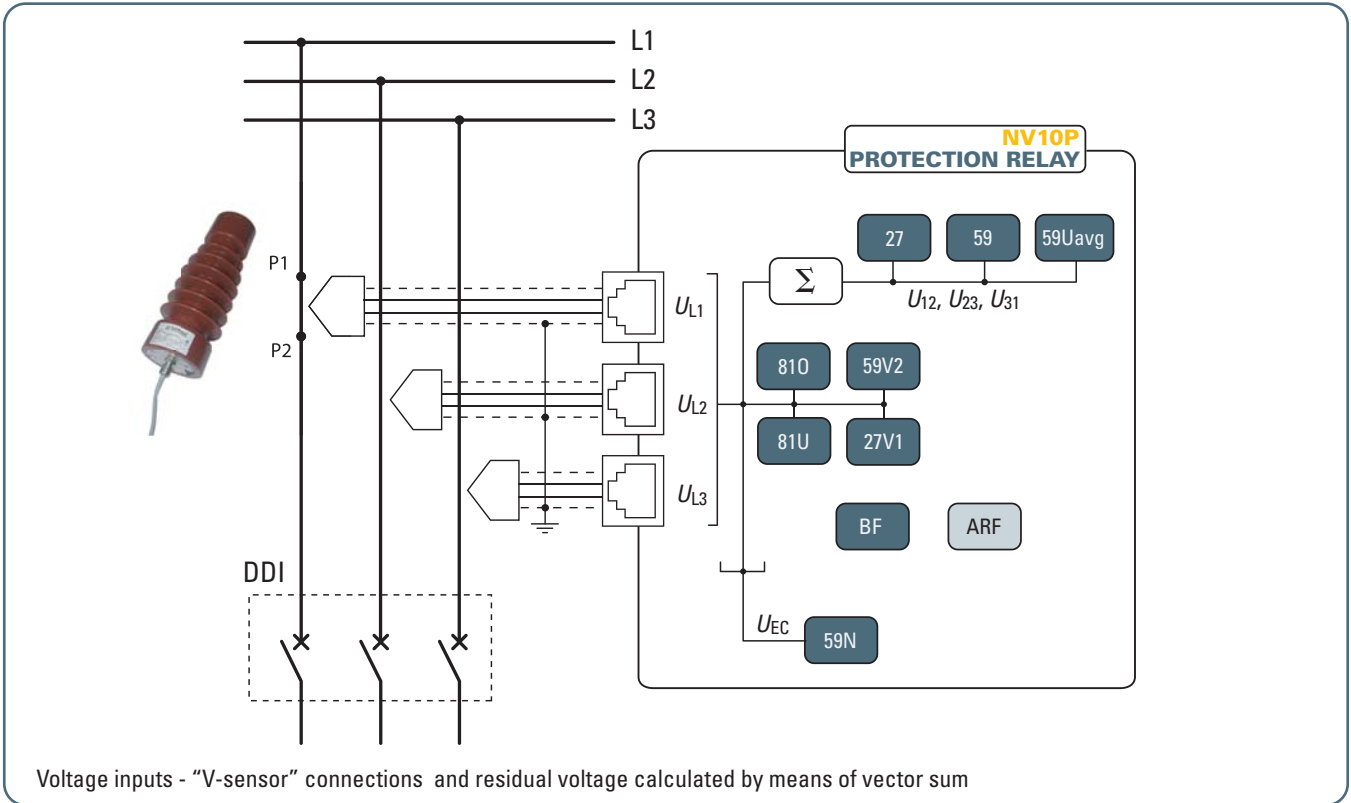 L1
L2
L3
NV10P
PROTECTION RELAY
27
59
59Uavg
P1
Σ
UL1
U12, U23, U31
P2
81O
59V2
UL2
81U
27V1
UL3
BF
ARF
DDI
UEC
59N
Voltage inputs - “V-sensor” connections and residual voltage calculated by means of vector sum